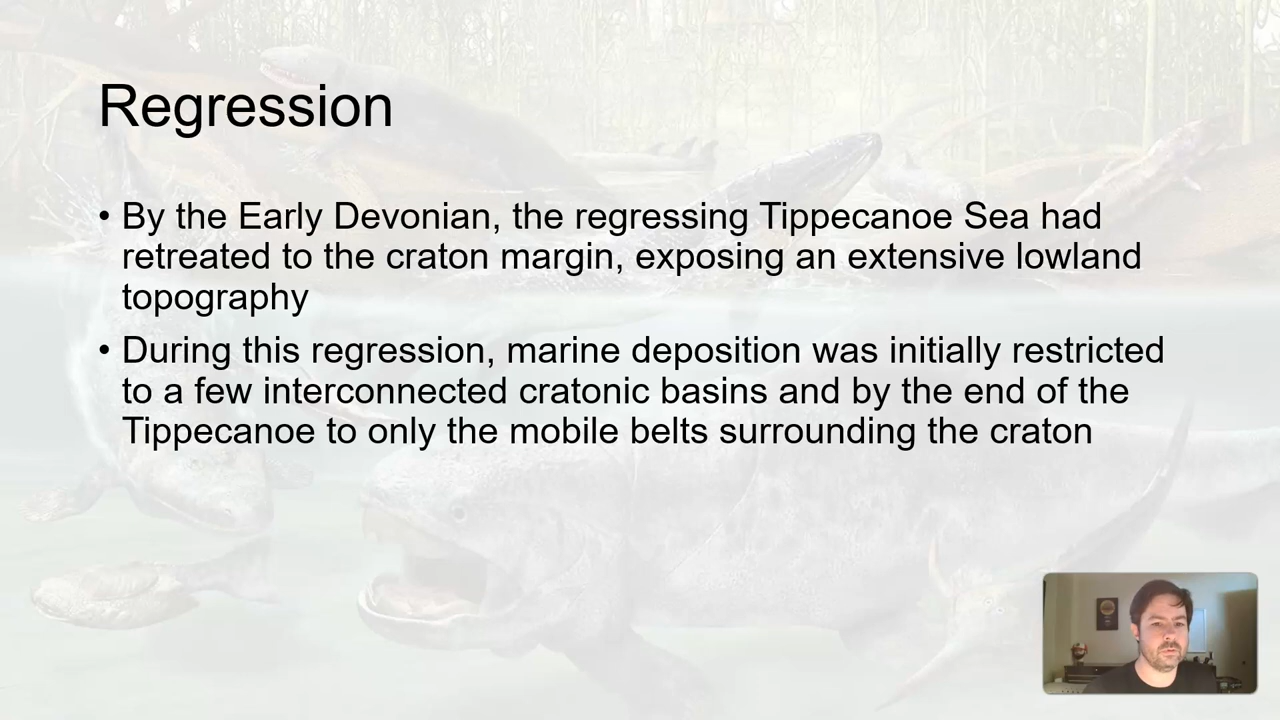 Regression
• By the Early Devonian, the regressing Tippecanoe Sea had
retreated to the craton margin, exposing an extensive lowland
topography
• During this regression, marine deposition was initially restricted
to a few interconnected cratonic basins and by the end of the
Tippecanoe to only the mobile belts surrounding the craton